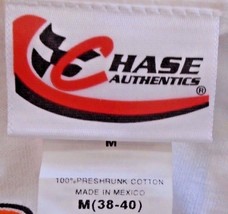 CHASE
AUTHENTICS®
M
100% PRESHRUNK COTTON
MADE IN MEXICO
M(38-40)